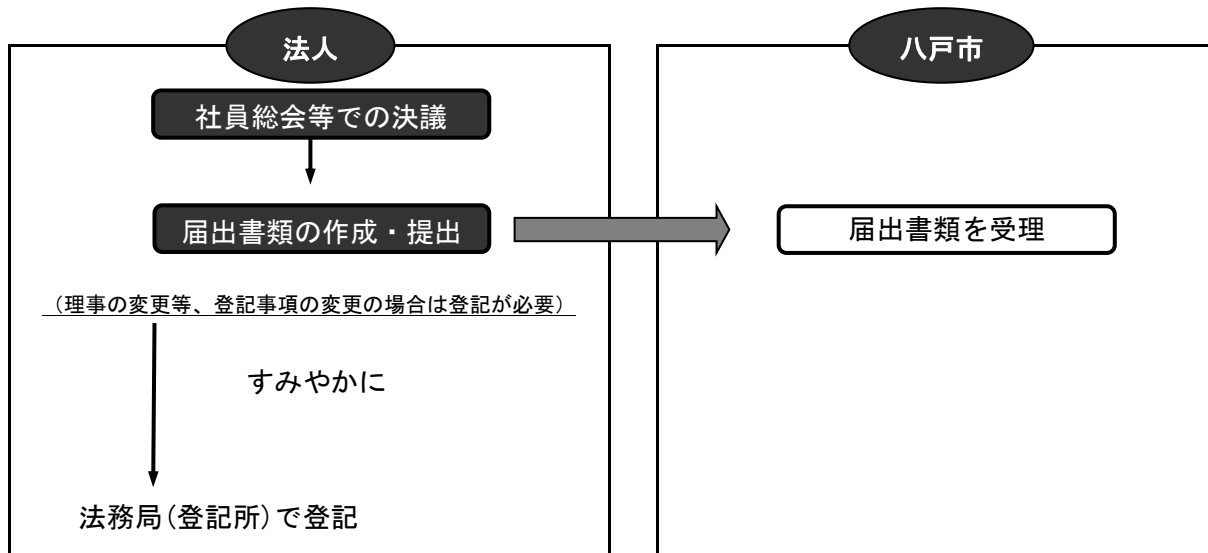 法人
社員総会等での決議
届出書類の作成・提出
（理事の変更等、登記事項の変更の場合は登記が必要）
すみやかに
法務局(登記所)で登記
八戸市
届出書類を受理